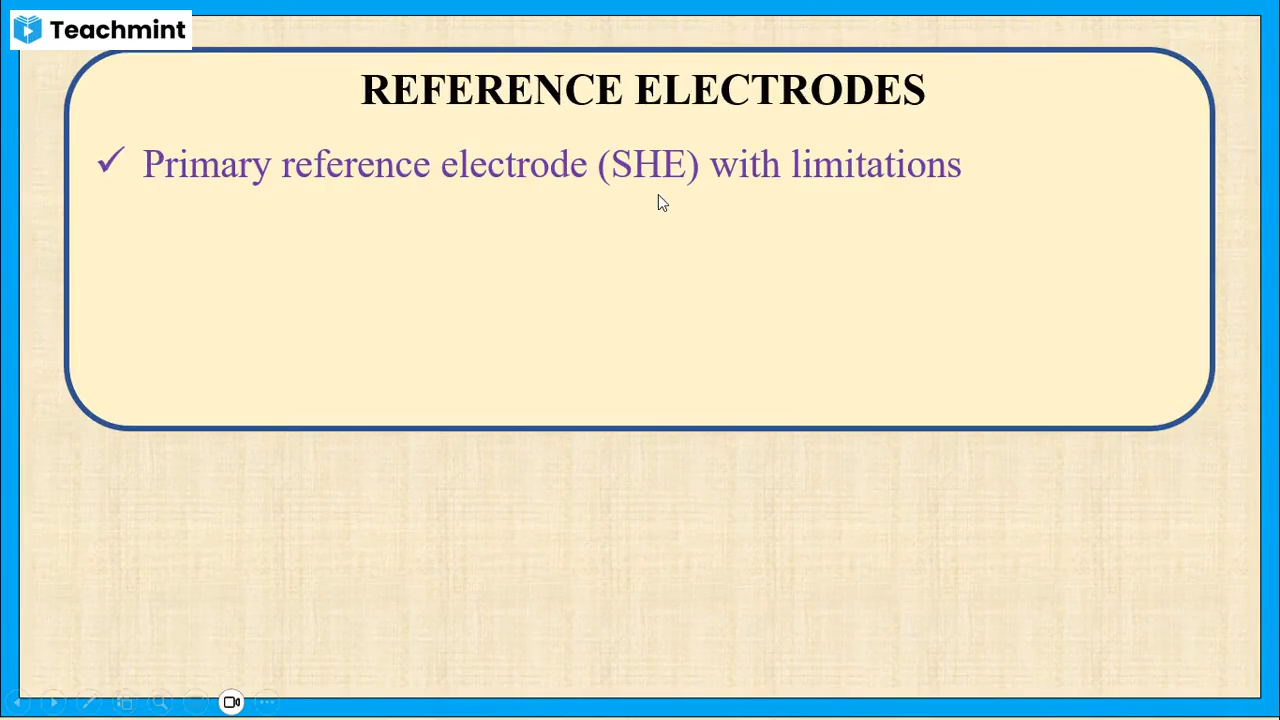 Teachmint
REFERENCE ELECTRODES
✓ Primary reference electrode (SHE) with limitations